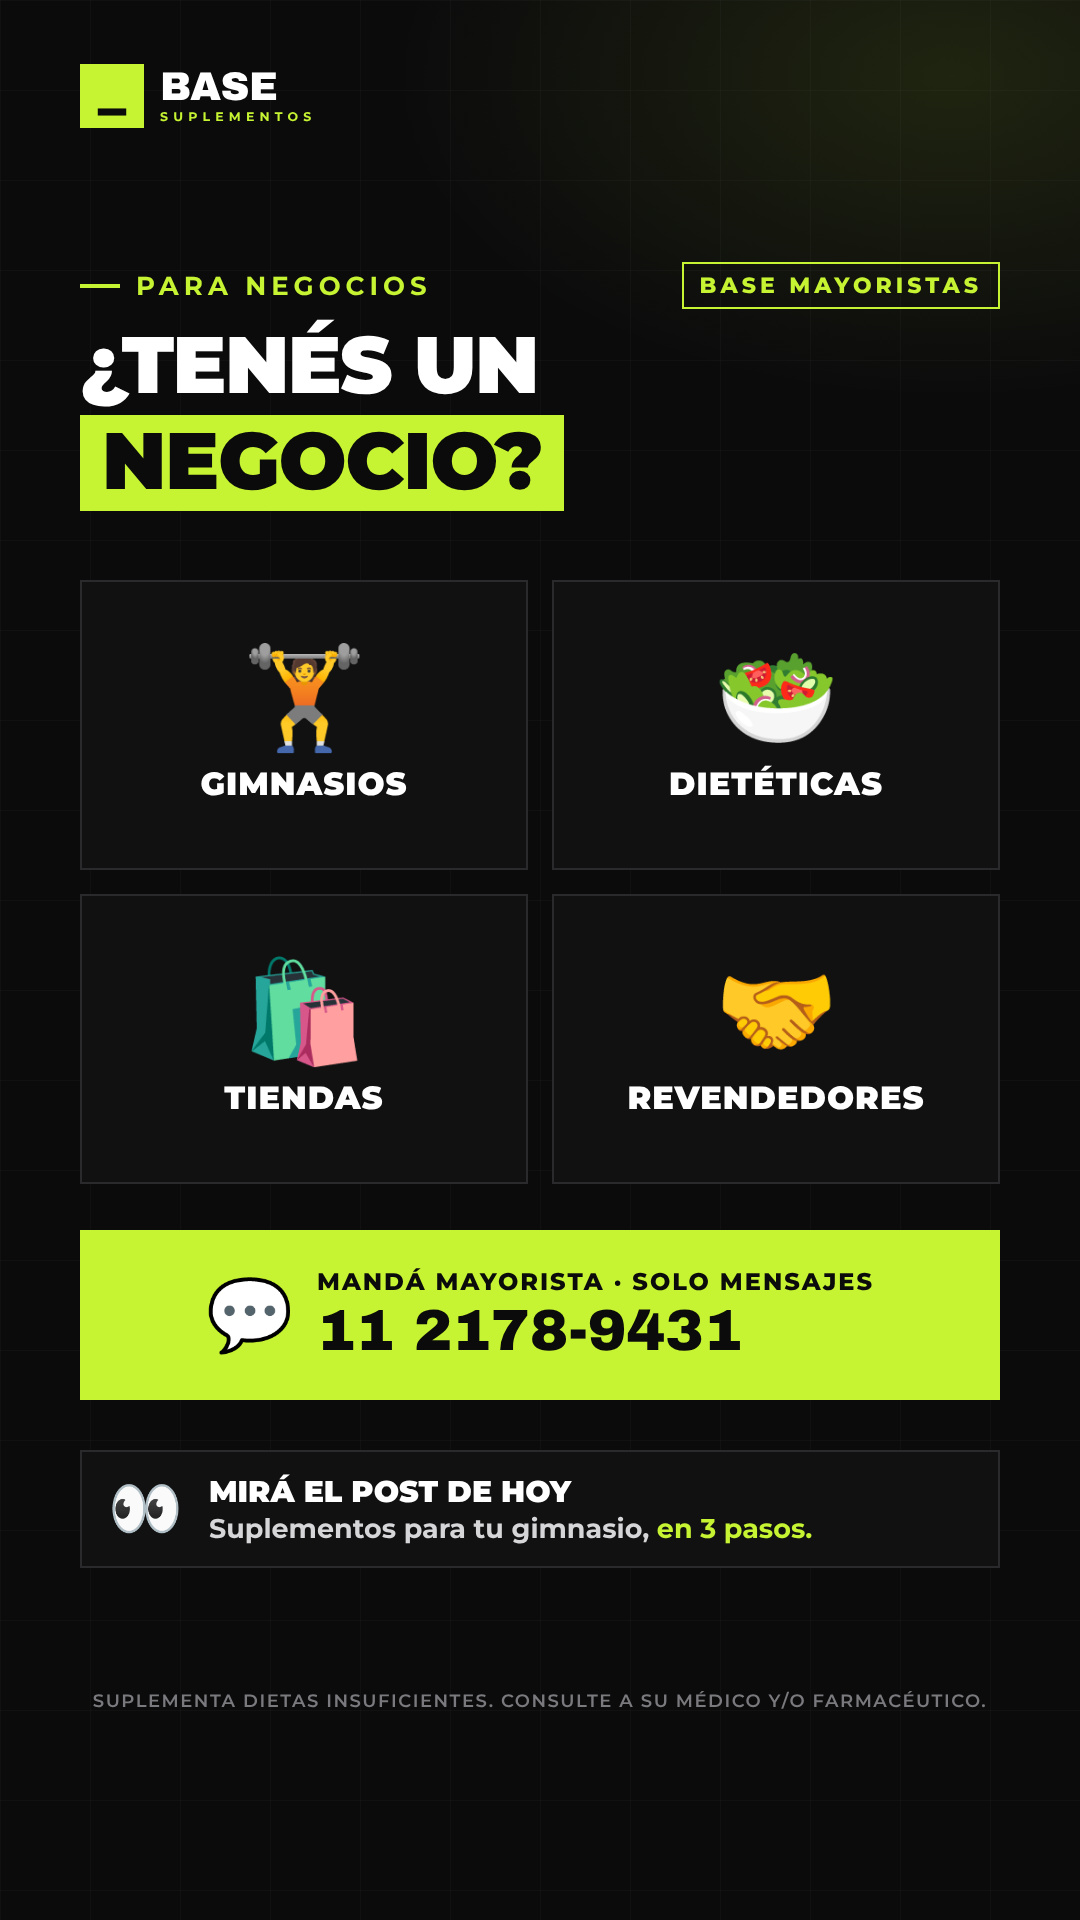 BASE
SUPLEMENTOS
PARA NEGOCIOS
BASE MAYORISTAS
¿TENÉS UN
NEGOCIO?
GIMNASIOS
DIETÉTICAS
TIENDAS
REVENDEDORES
MANDÁ MAYORISTA · SOLO MENSAJES
11 2178-9431
MIRÁ EL POST DE HOY
Suplementos para tu gimnasio, en 3 pasos.
SUPLEMENTA DIETAS INSUFICIENTES. CONSULTE A SU MÉDICO Y/O FARMACÉUTICO.